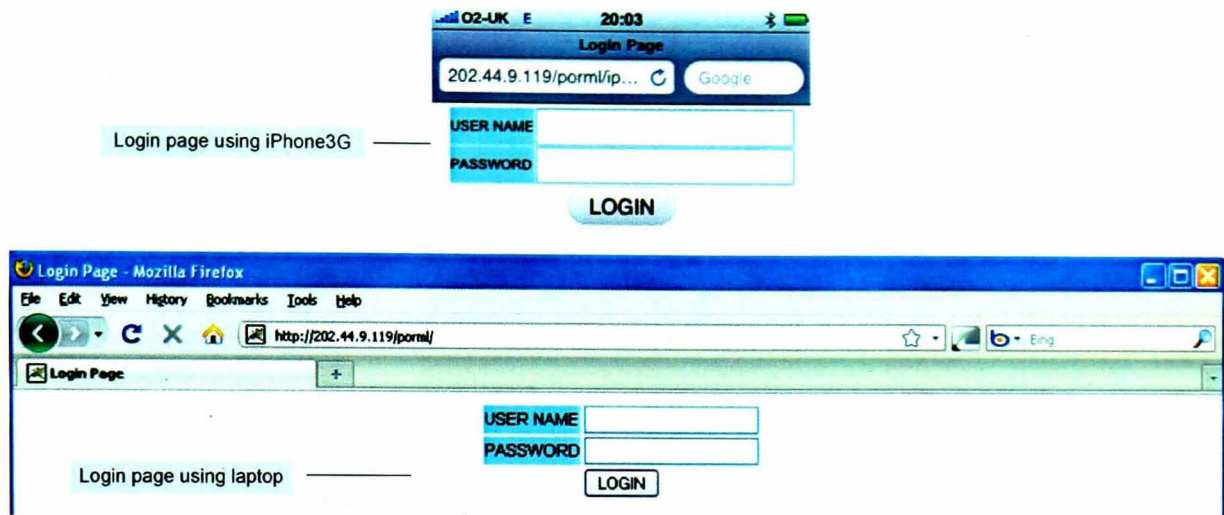 O2-UK E 20:03
Login Page
202.44.9.119/porml/ip... Google
USER NAME
Login page using iPhone3G
PASSWORD
LOGIN
Login Page - Mozilla Firefox
File Edit View History Bookmarks Tools Help
http://202.44.9.119/porml/ Bing
Login Page
USER NAME
PASSWORD
Login page using laptop
LOGIN